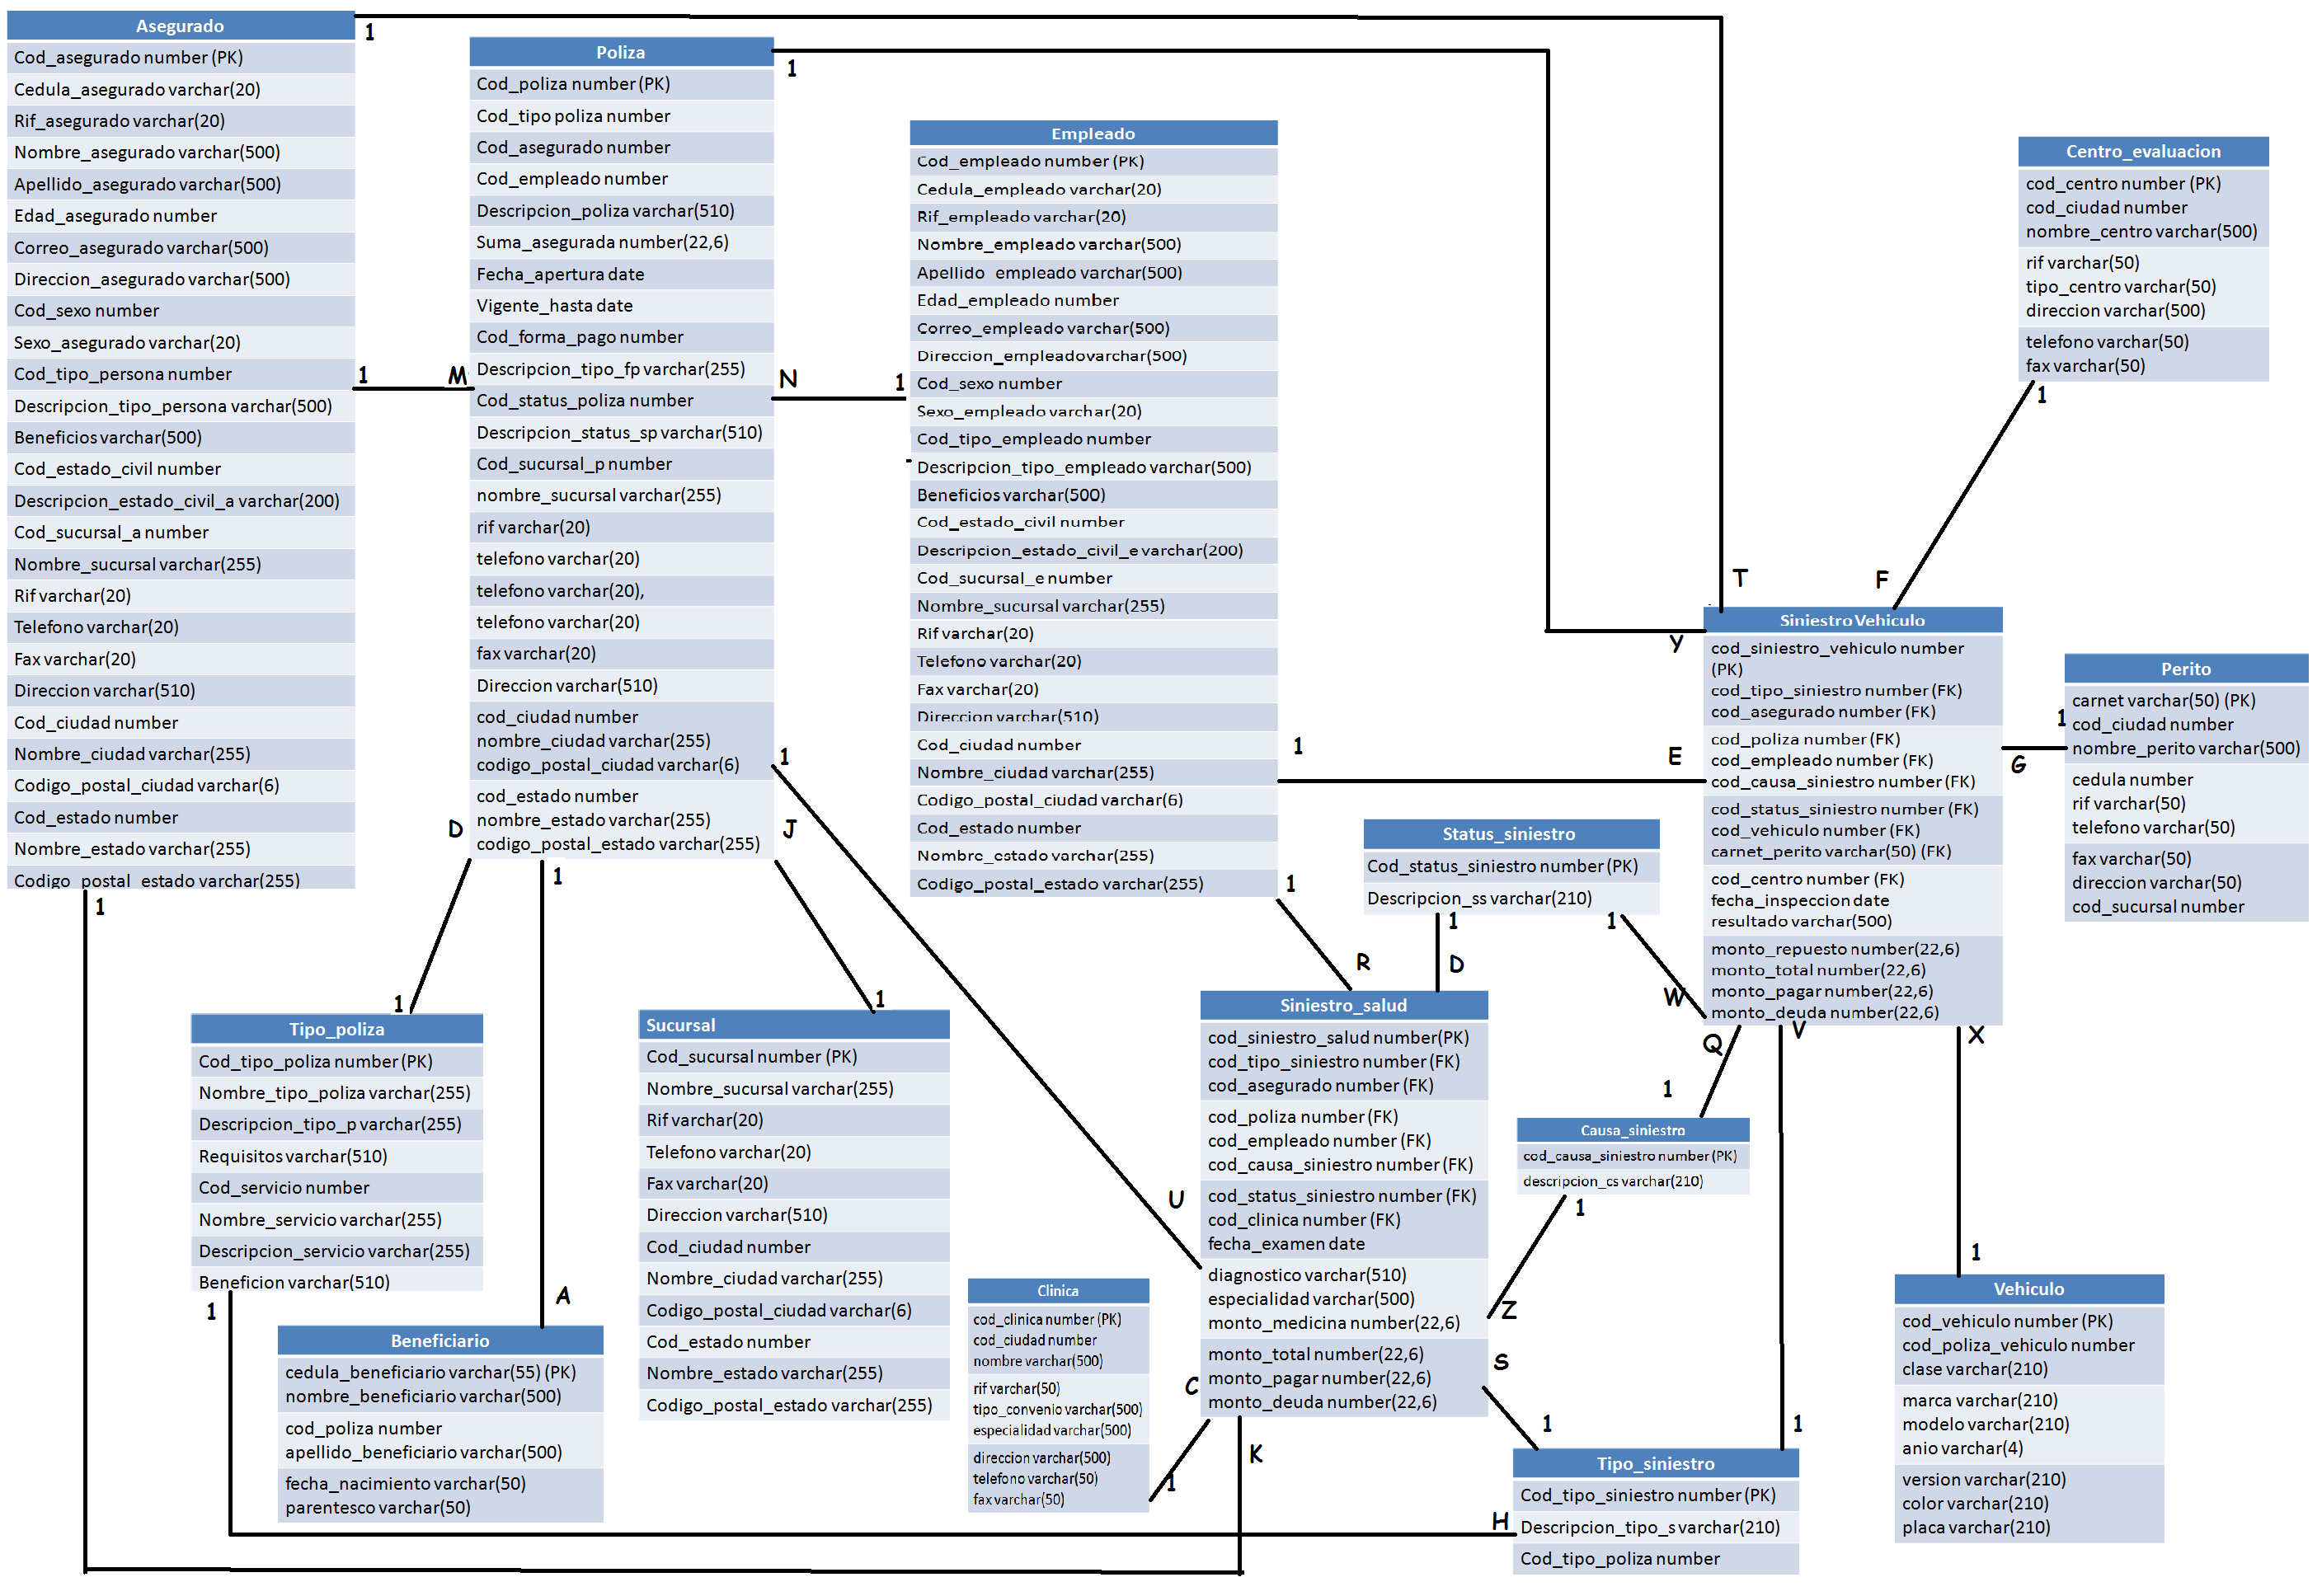 Asegurado
Cod_asegurado number (PK)
Cedula_asegurado varchar(20)
Rif_asegurado varchar(20)
Nombre_asegurado varchar(500)
Apellido_asegurado varchar(500)
Edad_asegurado number
Correo_asegurado varchar(500)
Direccion_asegurado varchar(500)
Cod_sexo number
Sexo_asegurado varchar(20)
Cod_tipo_persona number
Descripcion_tipo_persona varchar(500)
Beneficios varchar(500)
Cod_estado_civil number
Descripcion_estado_civil_a varchar(200)
Cod_sucursal_a number
Nombre_sucursal varchar(255)
Rif varchar(20)
Telefono varchar(20)
Fax varchar(20)
Direccion varchar(510)
Cod_ciudad number
Nombre_ciudad varchar(255)
Codigo_postal_ciudad varchar(6)
Cod_estado number
Nombre_estado varchar(255)
Codigo_postal_estado varchar(255)
1
1
1
Poliza
Cod_poliza number (PK)
Cod_tipo poliza number
Cod_asegurado number
Cod_empleado number
Descripcion_poliza varchar(510)
Suma_asegurada number(22,6)
Fecha_apertura date
Vigente_hasta date
Cod_forma_pago number
Descripcion_tipo_fp varchar(255)
Cod_status_poliza number
Descripcion_status_sp varchar(510)
Cod_sucursal_p number
nombre_sucursal varchar(255)
rif varchar(20)
telefono varchar(20)
telefono varchar(20),
telefono varchar(20)
fax varchar(20)
Direccion varchar(510)
cod_ciudad number
nombre_ciudad varchar(255)
codigo_postal_ciudad varchar(6)
cod_estado number
nombre_estado varchar(255)
codigo_postal_estado varchar(255)
1
M
N
1
1
D
J
1
Empleado
Cod_empleado number (PK)
Cedula_empleado varchar(20)
Rif_empleado varchar(20)
Nombre_empleado varchar(500)
Apellido_empleado varchar(500)
Edad_empleado number
Correo_empleado varchar(500)
Direccion_empleadovarchar(500)
Cod_sexo number
Sexo_empleado varchar(20)
Cod_tipo_empleado number
Descripcion_tipo_empleado varchar(500)
Beneficios varchar(500)
Cod_estado_civil number
Descripcion_estado_civil_e varchar(200)
Cod_sucursal_e number
Nombre_sucursal varchar(255)
Rif varchar(20)
Telefono varchar(20)
Fax varchar(20)
Direccion varchar(510)
Cod_ciudad number
Nombre_ciudad varchar(255)
Codigo_postal_ciudad varchar(6)
Cod_estado number
Nombre_estado varchar(255)
Codigo_postal_estado varchar(255)
1
E
1
R
Centro_evaluacion
cod_centro number (PK)
cod_ciudad number
nombre_centro varchar(500)
rif varchar(50)
tipo_centro varchar(50)
direccion varchar(500)
telefono varchar(50)
fax varchar(50)
1
T
F
Y
Siniestro Vehiculo
cod_siniestro_vehiculo number
(PK)
cod_tipo_siniestro number (FK)
cod_asegurado number (FK)
cod_poliza number (FK)
cod_empleado number (FK)
cod_causa_siniestro number (FK)
cod_status_siniestro number (FK)
cod_vehiculo number (FK)
carnet_perito varchar(50) (FK)
cod_centro number (FK)
fecha_inspeccion date
resultado varchar(500)
monto_repuesto number(22,6)
monto_total number(22,6)
monto_pagar number(22,6)
monto_deuda number(22,6)
1
G
Perito
carnet varchar(50) (PK)
cod_ciudad number
nombre_perito varchar(500)
cedula number
rif varchar(50)
telefono varchar(50)
fax varchar(50)
direccion varchar(50)
cod_sucursal number
Status_siniestro
Cod_status_siniestro number (PK)
Descripcion_ss varchar(210)
1
1
D
W
Q
V
X
1
1
Tipo_poliza
Cod_tipo_poliza number (PK)
Nombre_tipo_poliza varchar(255)
Descripcion_tipo_p varchar(255)
Requisitos varchar(510)
Cod_servicio number
Nombre_servicio varchar(255)
Descripcion_servicio varchar(255)
Beneficion varchar(510)
1
A
Beneficiario
cedula_beneficiario varchar(55) (PK)
nombre_beneficiario varchar(500)
cod_poliza number
apellido_beneficiario varchar(500)
fecha_nacimiento varchar(50)
parentesco varchar(50)
Sucursal
Cod_sucursal number (PK)
Nombre_sucursal varchar(255)
Rif varchar(20)
Telefono varchar(20)
Fax varchar(20)
Direccion varchar(510)
Cod_ciudad number
Nombre_ciudad varchar(255)
Codigo_postal_ciudad varchar(6)
Cod_estado number
Nombre_estado varchar(255)
Codigo_postal_estado varchar(255)
Siniestro_salud
cod_siniestro_salud number(PK)
cod_tipo_siniestro number (FK)
cod_asegurado number (FK)
cod_poliza number (FK)
cod_empleado number (FK)
cod_causa_siniestro number (FK)
cod_status_siniestro number (FK)
cod_clinica number (FK)
fecha_examen date
diagnostico varchar(510)
especialidad varchar(500)
monto_medicina number(22,6)
monto_total number(22,6)
monto_pagar number(22,6)
monto_deuda number(22,6)
U
Z
S
C
K
1
Causa_siniestro
cod_causa_siniestro number (PK)
descripcion_cs varchar(210)
1
Clinica
cod_clinica number (PK)
cod_ciudad number
nombre varchar(500)
rif varchar(50)
tipo_convenio varchar(500)
especialidad varchar(500)
direccion varchar(500)
telefono varchar(50)
fax varchar(50)
1
1
1
H
Tipo_siniestro
Cod_tipo_siniestro number (PK)
Descripcion_tipo_s varchar(210)
Cod_tipo_poliza number
1
Vehiculo
cod_vehiculo number (PK)
cod_poliza_vehiculo number
clase varchar(210)
marca varchar(210)
modelo varchar(210)
anio varchar(4)
version varchar(210)
color varchar(210)
placa varchar(210)